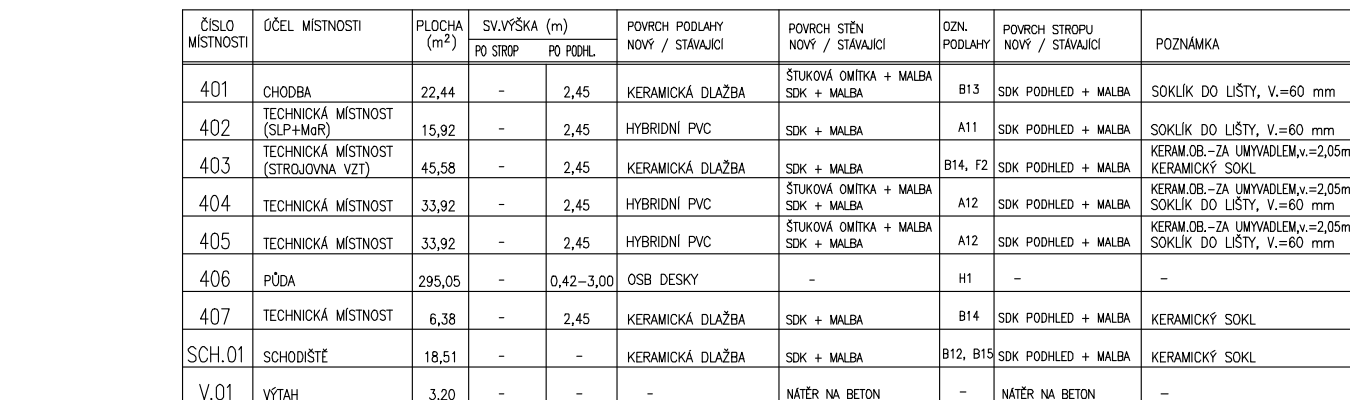 ČÍSLO MÍSTNOSTI ÚČEL MÍSTNOSTI PLOCHA (m²) SV.VÝŠKA (m) PO STROP PO PODHL. POVRCH PODLAHY NOVÝ / STÁVAJÍCÍ POVRCH STĚN NOVÝ / STÁVAJÍCÍ OZN. PODLAHY POVRCH STROPU NOVÝ / STÁVAJÍCÍ POZNÁMKA
401 CHODBA 22,44 – 2,45 KERAMICKÁ DLAŽBA ŠTUKOVÁ OMÍTKA + MALBA SDK + MALBA B13 SDK PODHLED + MALBA SOKLÍK DO LIŠTY, V.=60 mm
402 TECHNICKÁ MÍSTNOST (SLP+MaR) 15,92 – 2,45 HYBRIDNÍ PVC SDK + MALBA A11 SDK PODHLED + MALBA SOKLÍK DO LIŠTY, V.=60 mm
403 TECHNICKÁ MÍSTNOST (STROJOVNA VZT) 45,58 – 2,45 KERAMICKÁ DLAŽBA SDK + MALBA B14, F2 SDK PODHLED + MALBA KERAM.OB.–ZA UMYVADLEM,v.=2,05m KERAMICKÝ SOKL
404 TECHNICKÁ MÍSTNOST 33,92 – 2,45 HYBRIDNÍ PVC ŠTUKOVÁ OMÍTKA + MALBA SDK + MALBA A12 SDK PODHLED + MALBA KERAM.OB.–ZA UMYVADLEM,v.=2,05m SOKLÍK DO LIŠTY, V.=60 mm
405 TECHNICKÁ MÍSTNOST 33,92 – 2,45 HYBRIDNÍ PVC ŠTUKOVÁ OMÍTKA + MALBA SDK + MALBA A12 SDK PODHLED + MALBA KERAM.OB.–ZA UMYVADLEM,v.=2,05m SOKLÍK DO LIŠTY, V.=60 mm
406 PŮDA 295,05 – 0,42–3,00 OSB DESKY – H1 – –
407 TECHNICKÁ MÍSTNOST 6,38 – 2,45 KERAMICKÁ DLAŽBA SDK + MALBA B14 SDK PODHLED + MALBA KERAMICKÝ SOKL
SCH.01 SCHODIŠTĚ 18,51 – – KERAMICKÁ DLAŽBA SDK + MALBA B12, B15 SDK PODHLED + MALBA KERAMICKÝ SOKL
V.01 VÝTAH 3,20 – – – NÁTĚR NA BETON – NÁTĚR NA BETON –